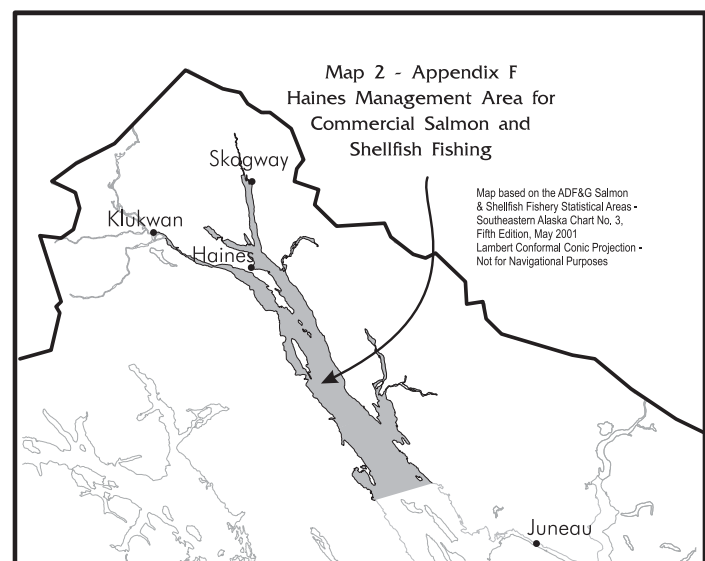 Map 2 - Appendix F
Haines Management Area for
Commercial Salmon and
Shellfish Fishing
Map based on the ADF&G Salmon
& Shellfish Fishery Statistical Areas -
Southeastern Alaska Chart No. 3,
Fifth Edition, May 2001
Lambert Conformal Conic Projection -
Not for Navigational Purposes
Skagway
Klukwan
Haines
Juneau